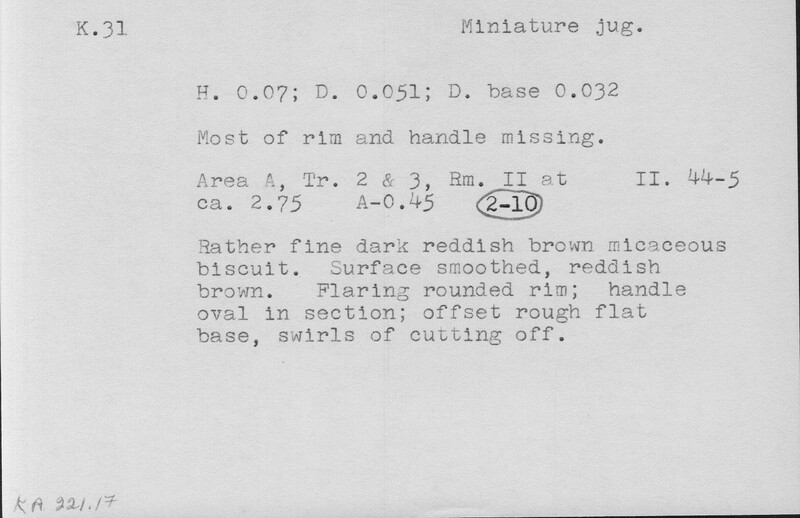 K.31 Miniature jug.
H. 0.07; D. 0.051; D. base 0.032
Most of rim and handle missing.
Area A, Tr. 2 & 3, Rm. II at II. 44-5
ca. 2.75 A-0.45 2-10
Rather fine dark reddish brown micaceous
biscuit. Surface smoothed, reddish
brown. Flaring rounded rim; handle
oval in section; offset rough flat
base, swirls of cutting off.
KA 221.17